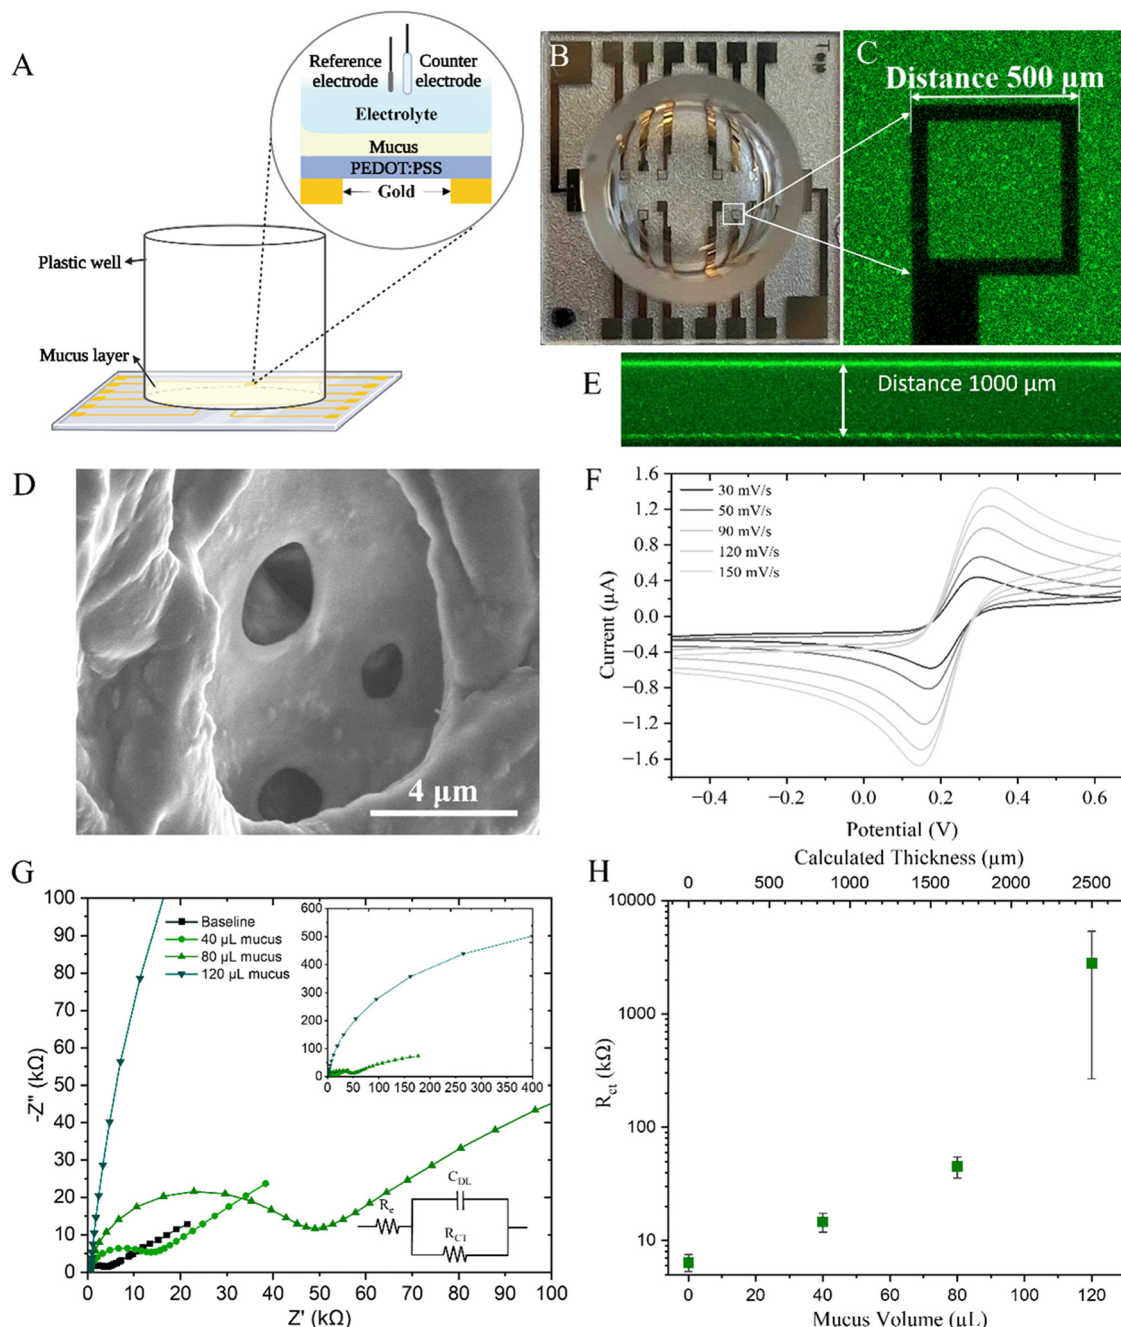 A
Reference
electrode
Counter
electrode
Electrolyte
Mucus
PEDOT:PSS
Gold
Plastic well
Mucus layer
B
Top
C
Distance 500 µm
E
Distance 1000 µm
D
4 µm
F
30 mV/s
50 mV/s
90 mV/s
120 mV/s
150 mV/s
1.6
1.2
0.8
0.4
0.0
−0.4
−0.8
−1.2
−1.6
Current (µA)
−0.4 −0.2 0.0 0.2 0.4 0.6
Potential (V)
G
Baseline
40 µL mucus
80 µL mucus
120 µL mucus
100
90
80
70
60
50
40
30
20
10
0
-Z" (kΩ)
0 10 20 30 40 50 60 70 80 90 100
Z' (kΩ)
600
500
400
300
200
100
0
0 50 100 150 200 250 300 350 400
Re
CDL
RCT
H
Calculated Thickness (µm)
0 500 1000 1500 2000 2500
10000
1000
100
10
Rct (kΩ)
0 20 40 60 80 100 120
Mucus Volume (µL)